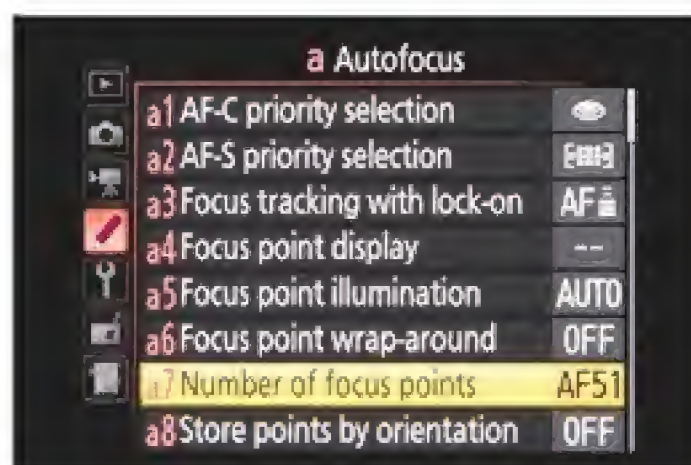 a Autofocus
a1 AF-C priority selection
a2 AF-S priority selection [···]
a3 Focus tracking with lock-on AF
a4 Focus point display --
a5 Focus point illumination AUTO
a6 Focus point wrap-around OFF
a7 Number of focus points AF51
a8 Store points by orientation OFF